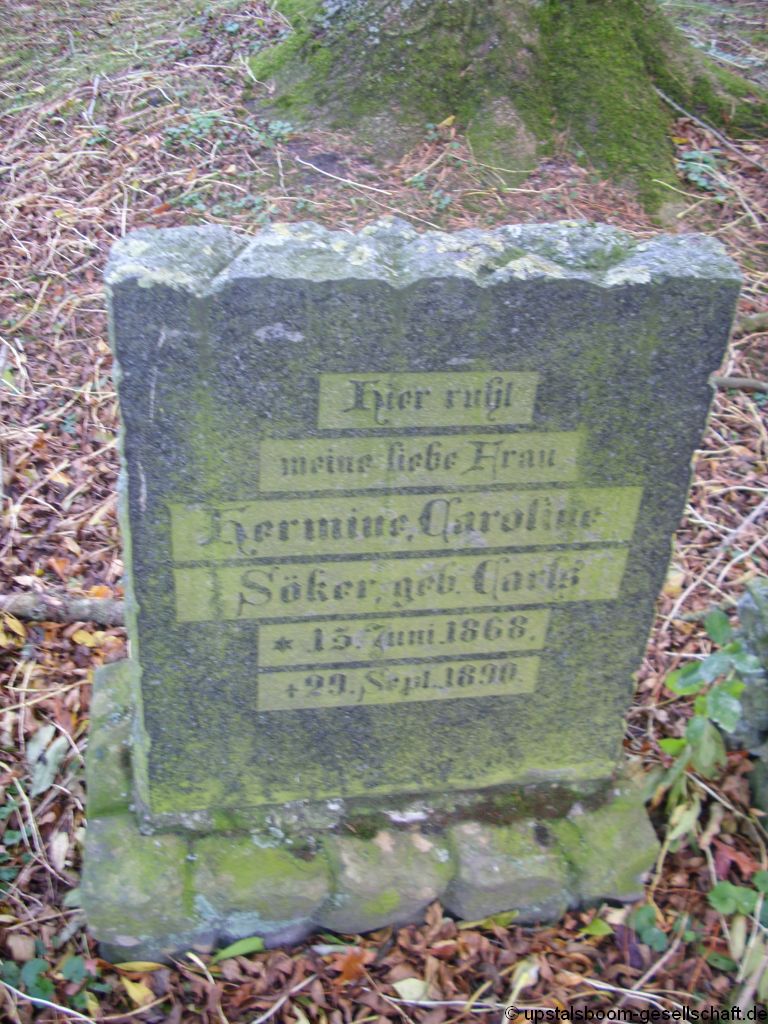 Hier ruht
meine liebe Frau
Hermine, Caroline
Söker, geb. Carls
* 15. Juni 1868.
+ 29. Sept. 1890.
© upstalsboom-gesellschaft.de